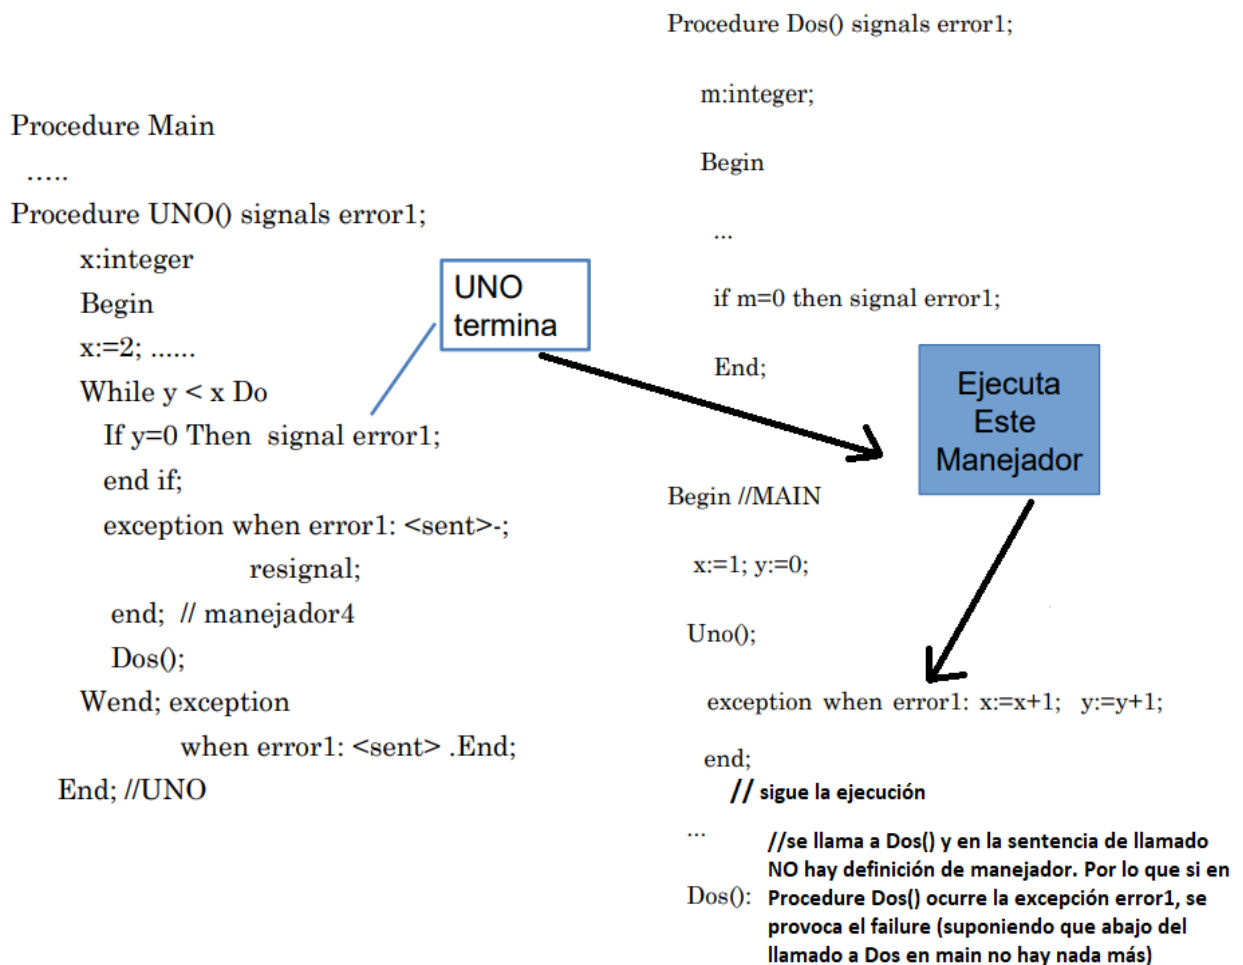 Procedure Main
.....
Procedure UNO() signals error1;
x:integer
Begin
x:=2; ......
While y < x Do
If y=0 Then signal error1;
end if;
exception when error1: <sent>-;
resignal;
end; // manejador4
Dos();
Wend; exception
when error1: <sent> .End;
End; //UNO
UNO
termina
Procedure Dos() signals error1;
m:integer;
Begin
...
if m=0 then signal error1;
End;
Ejecuta
Este
Manejador
Begin //MAIN
x:=1; y:=0;
Uno();
exception when error1: x:=x+1; y:=y+1;
end;
// sigue la ejecución
...
Dos():
//se llama a Dos() y en la sentencia de llamado
NO hay definición de manejador. Por lo que si en
Procedure Dos() ocurre la excepción error1, se
provoca el failure (suponiendo que abajo del
llamado a Dos en main no hay nada más)